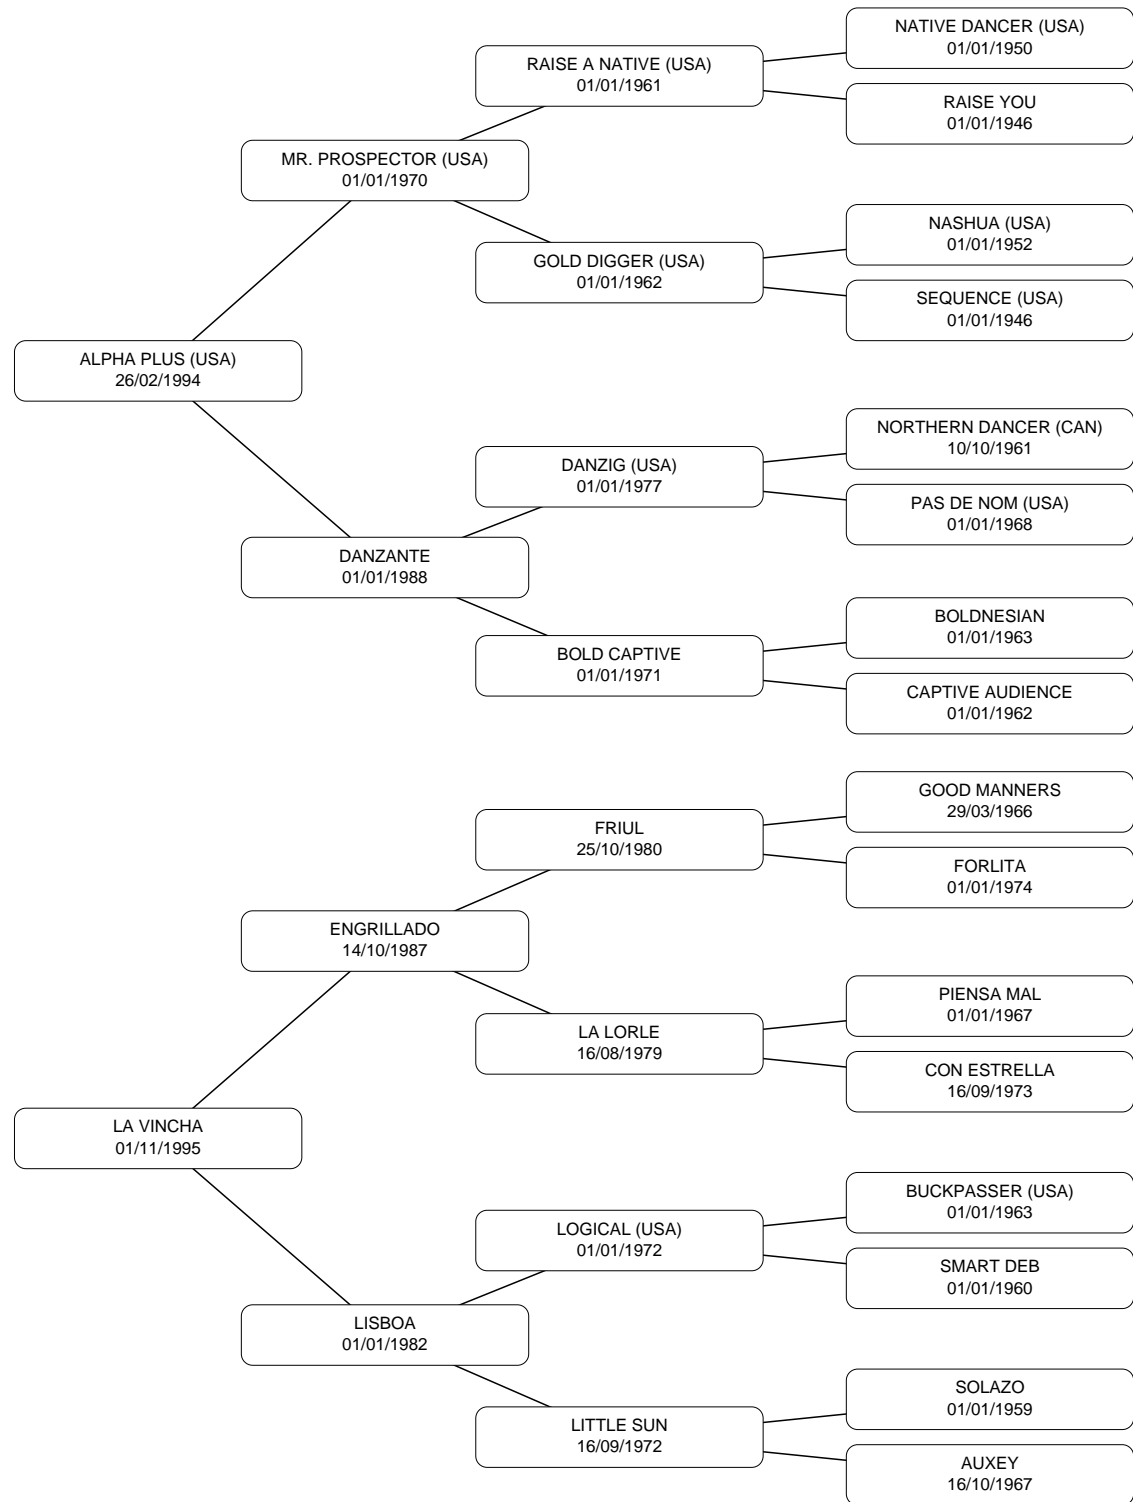 NATIVE DANCER (USA)
01/01/1950
RAISE A NATIVE (USA)
01/01/1961
RAISE YOU
01/01/1946
MR. PROSPECTOR (USA)
01/01/1970
NASHUA (USA)
01/01/1952
GOLD DIGGER (USA)
01/01/1962
SEQUENCE (USA)
01/01/1946
ALPHA PLUS (USA)
26/02/1994
NORTHERN DANCER (CAN)
10/10/1961
DANZIG (USA)
01/01/1977
PAS DE NOM (USA)
01/01/1968
DANZANTE
01/01/1988
BOLDNESIAN
01/01/1963
BOLD CAPTIVE
01/01/1971
CAPTIVE AUDIENCE
01/01/1962
GOOD MANNERS
29/03/1966
FRIUL
25/10/1980
FORLITA
01/01/1974
ENGRILLADO
14/10/1987
PIENSA MAL
01/01/1967
LA LORLE
16/08/1979
CON ESTRELLA
16/09/1973
LA VINCHA
01/11/1995
BUCKPASSER (USA)
01/01/1963
LOGICAL (USA)
01/01/1972
SMART DEB
01/01/1960
LISBOA
01/01/1982
SOLAZO
01/01/1959
LITTLE SUN
16/09/1972
AUXEY
16/10/1967